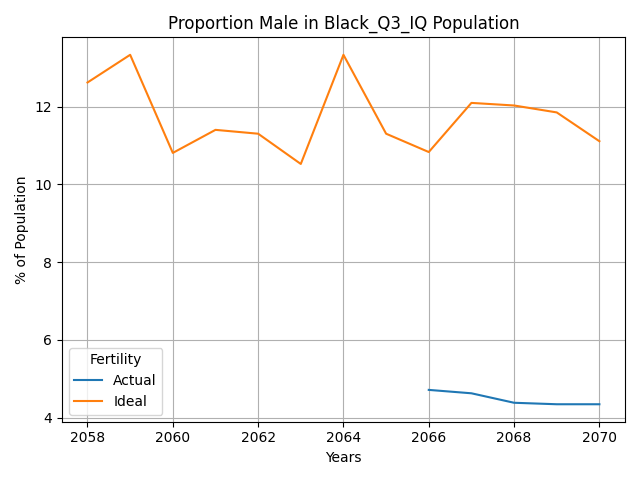 Proportion Male in Black_Q3_IQ Population
% of Population
12
10
8
6
4
Fertility
Actual
Ideal
2058 2060 2062 2064 2066 2068 2070
Years